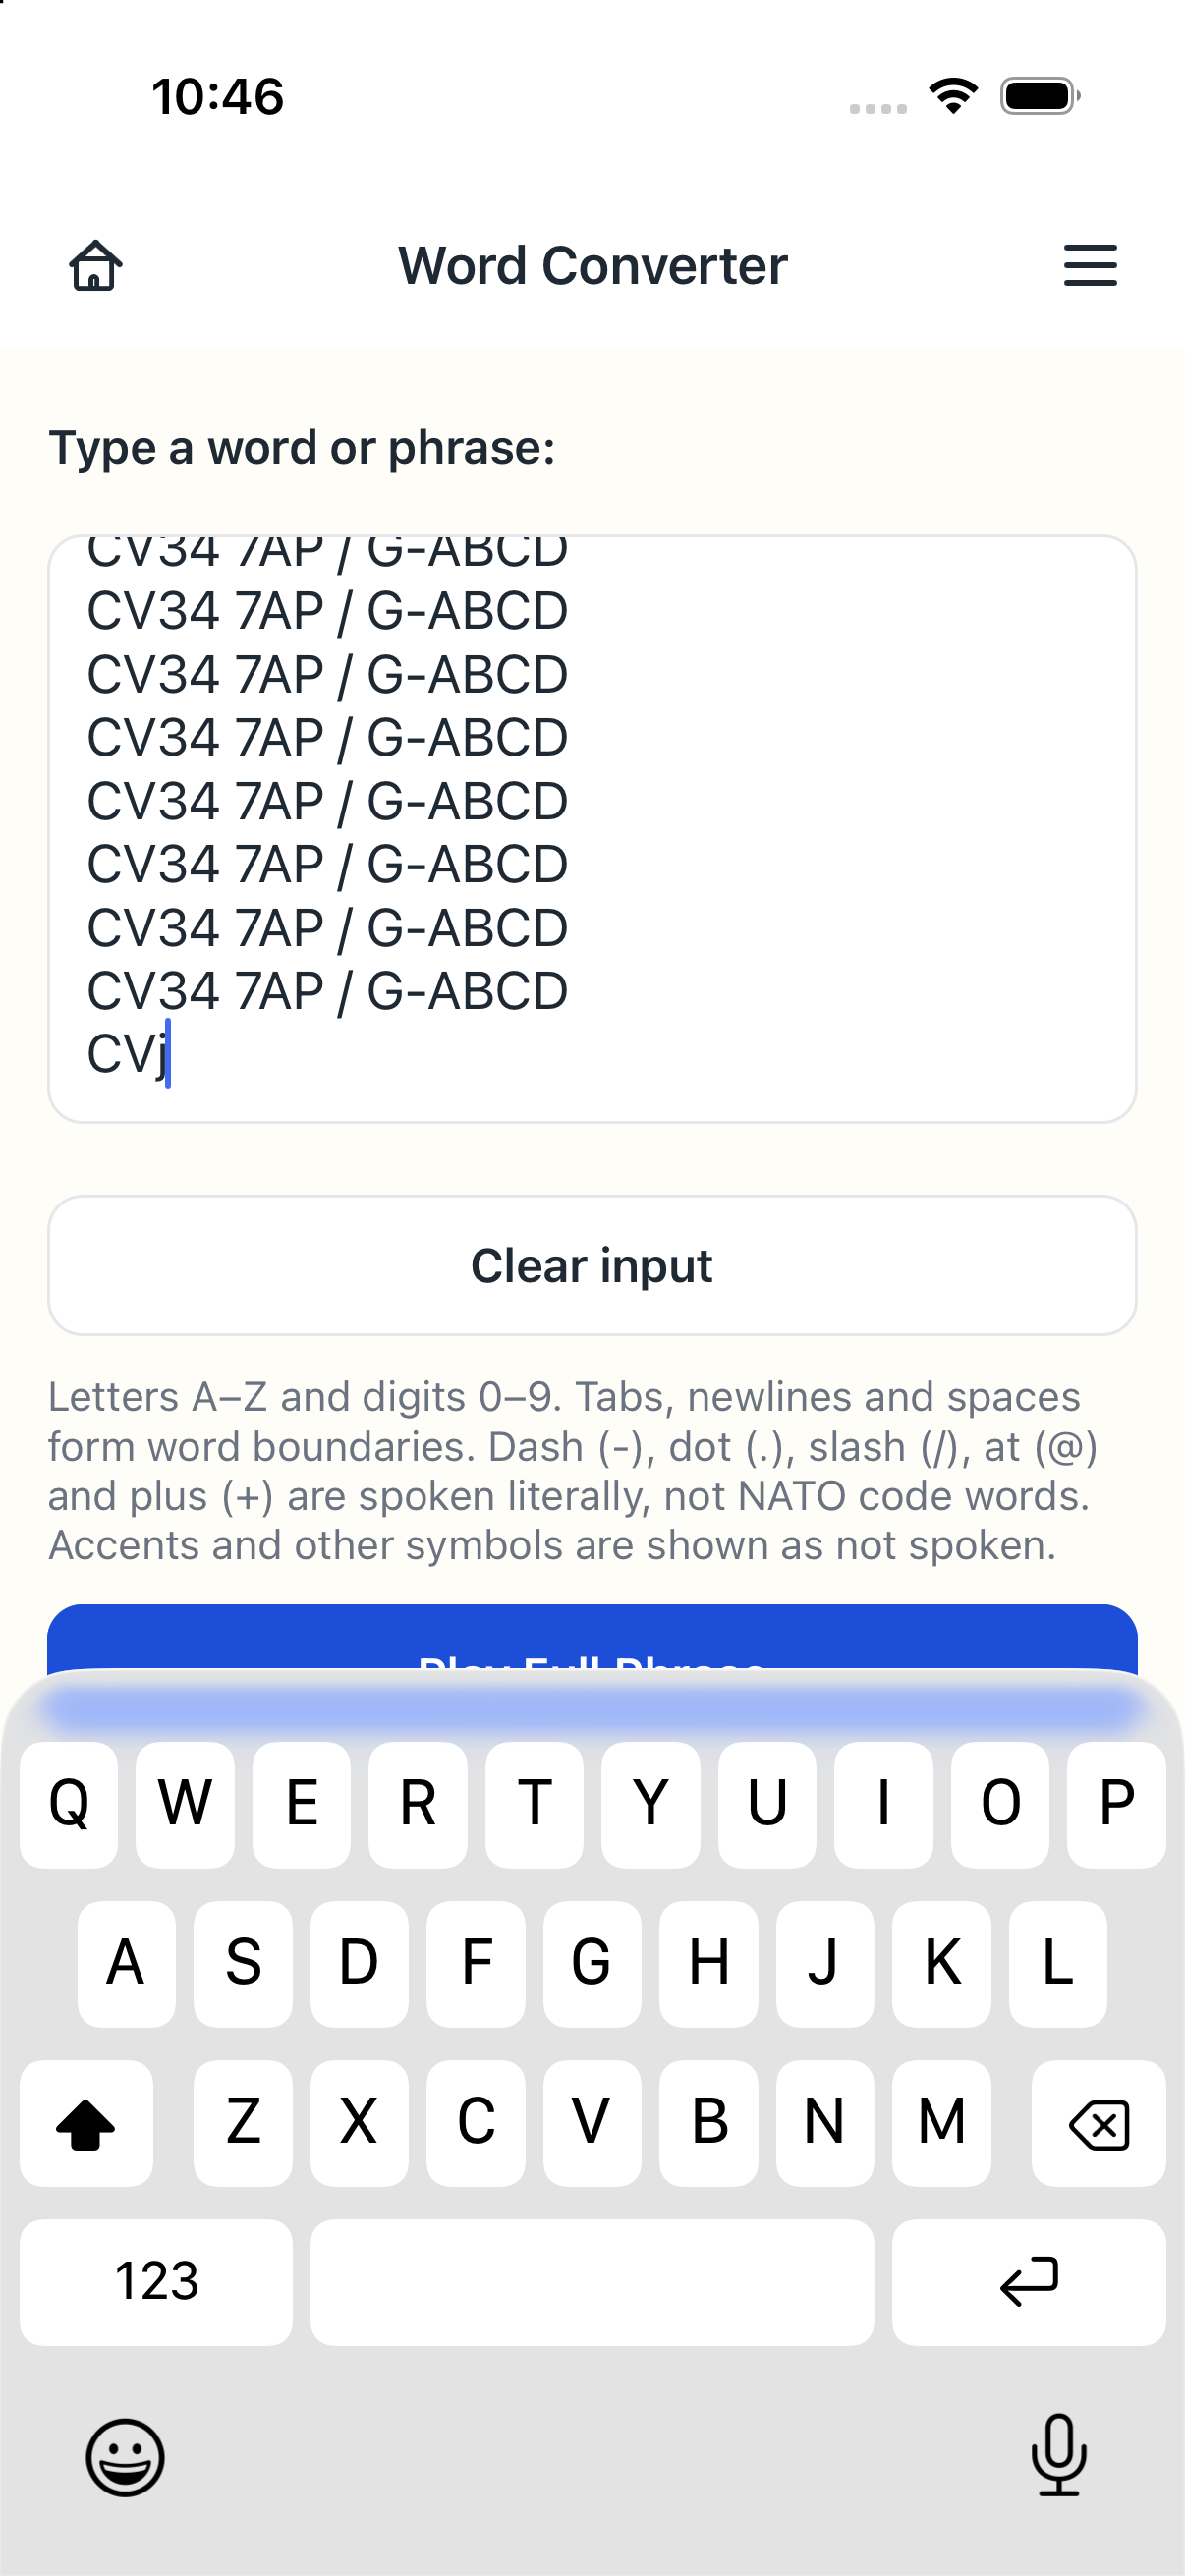 10:46
Word Converter
Type a word or phrase:
CV34 7AP / G-ABCD
CV34 7AP / G-ABCD
CV34 7AP / G-ABCD
CV34 7AP / G-ABCD
CV34 7AP / G-ABCD
CV34 7AP / G-ABCD
CV34 7AP / G-ABCD
CV34 7AP / G-ABCD
CVj
Clear input
Letters A–Z and digits 0–9. Tabs, newlines and spaces
form word boundaries. Dash (-), dot (.), slash (/), at (@)
and plus (+) are spoken literally, not NATO code words.
Accents and other symbols are shown as not spoken.
Play Full Phrase
Q W E R T Y U I O P
A S D F G H J K L
Z X C V B N M
123